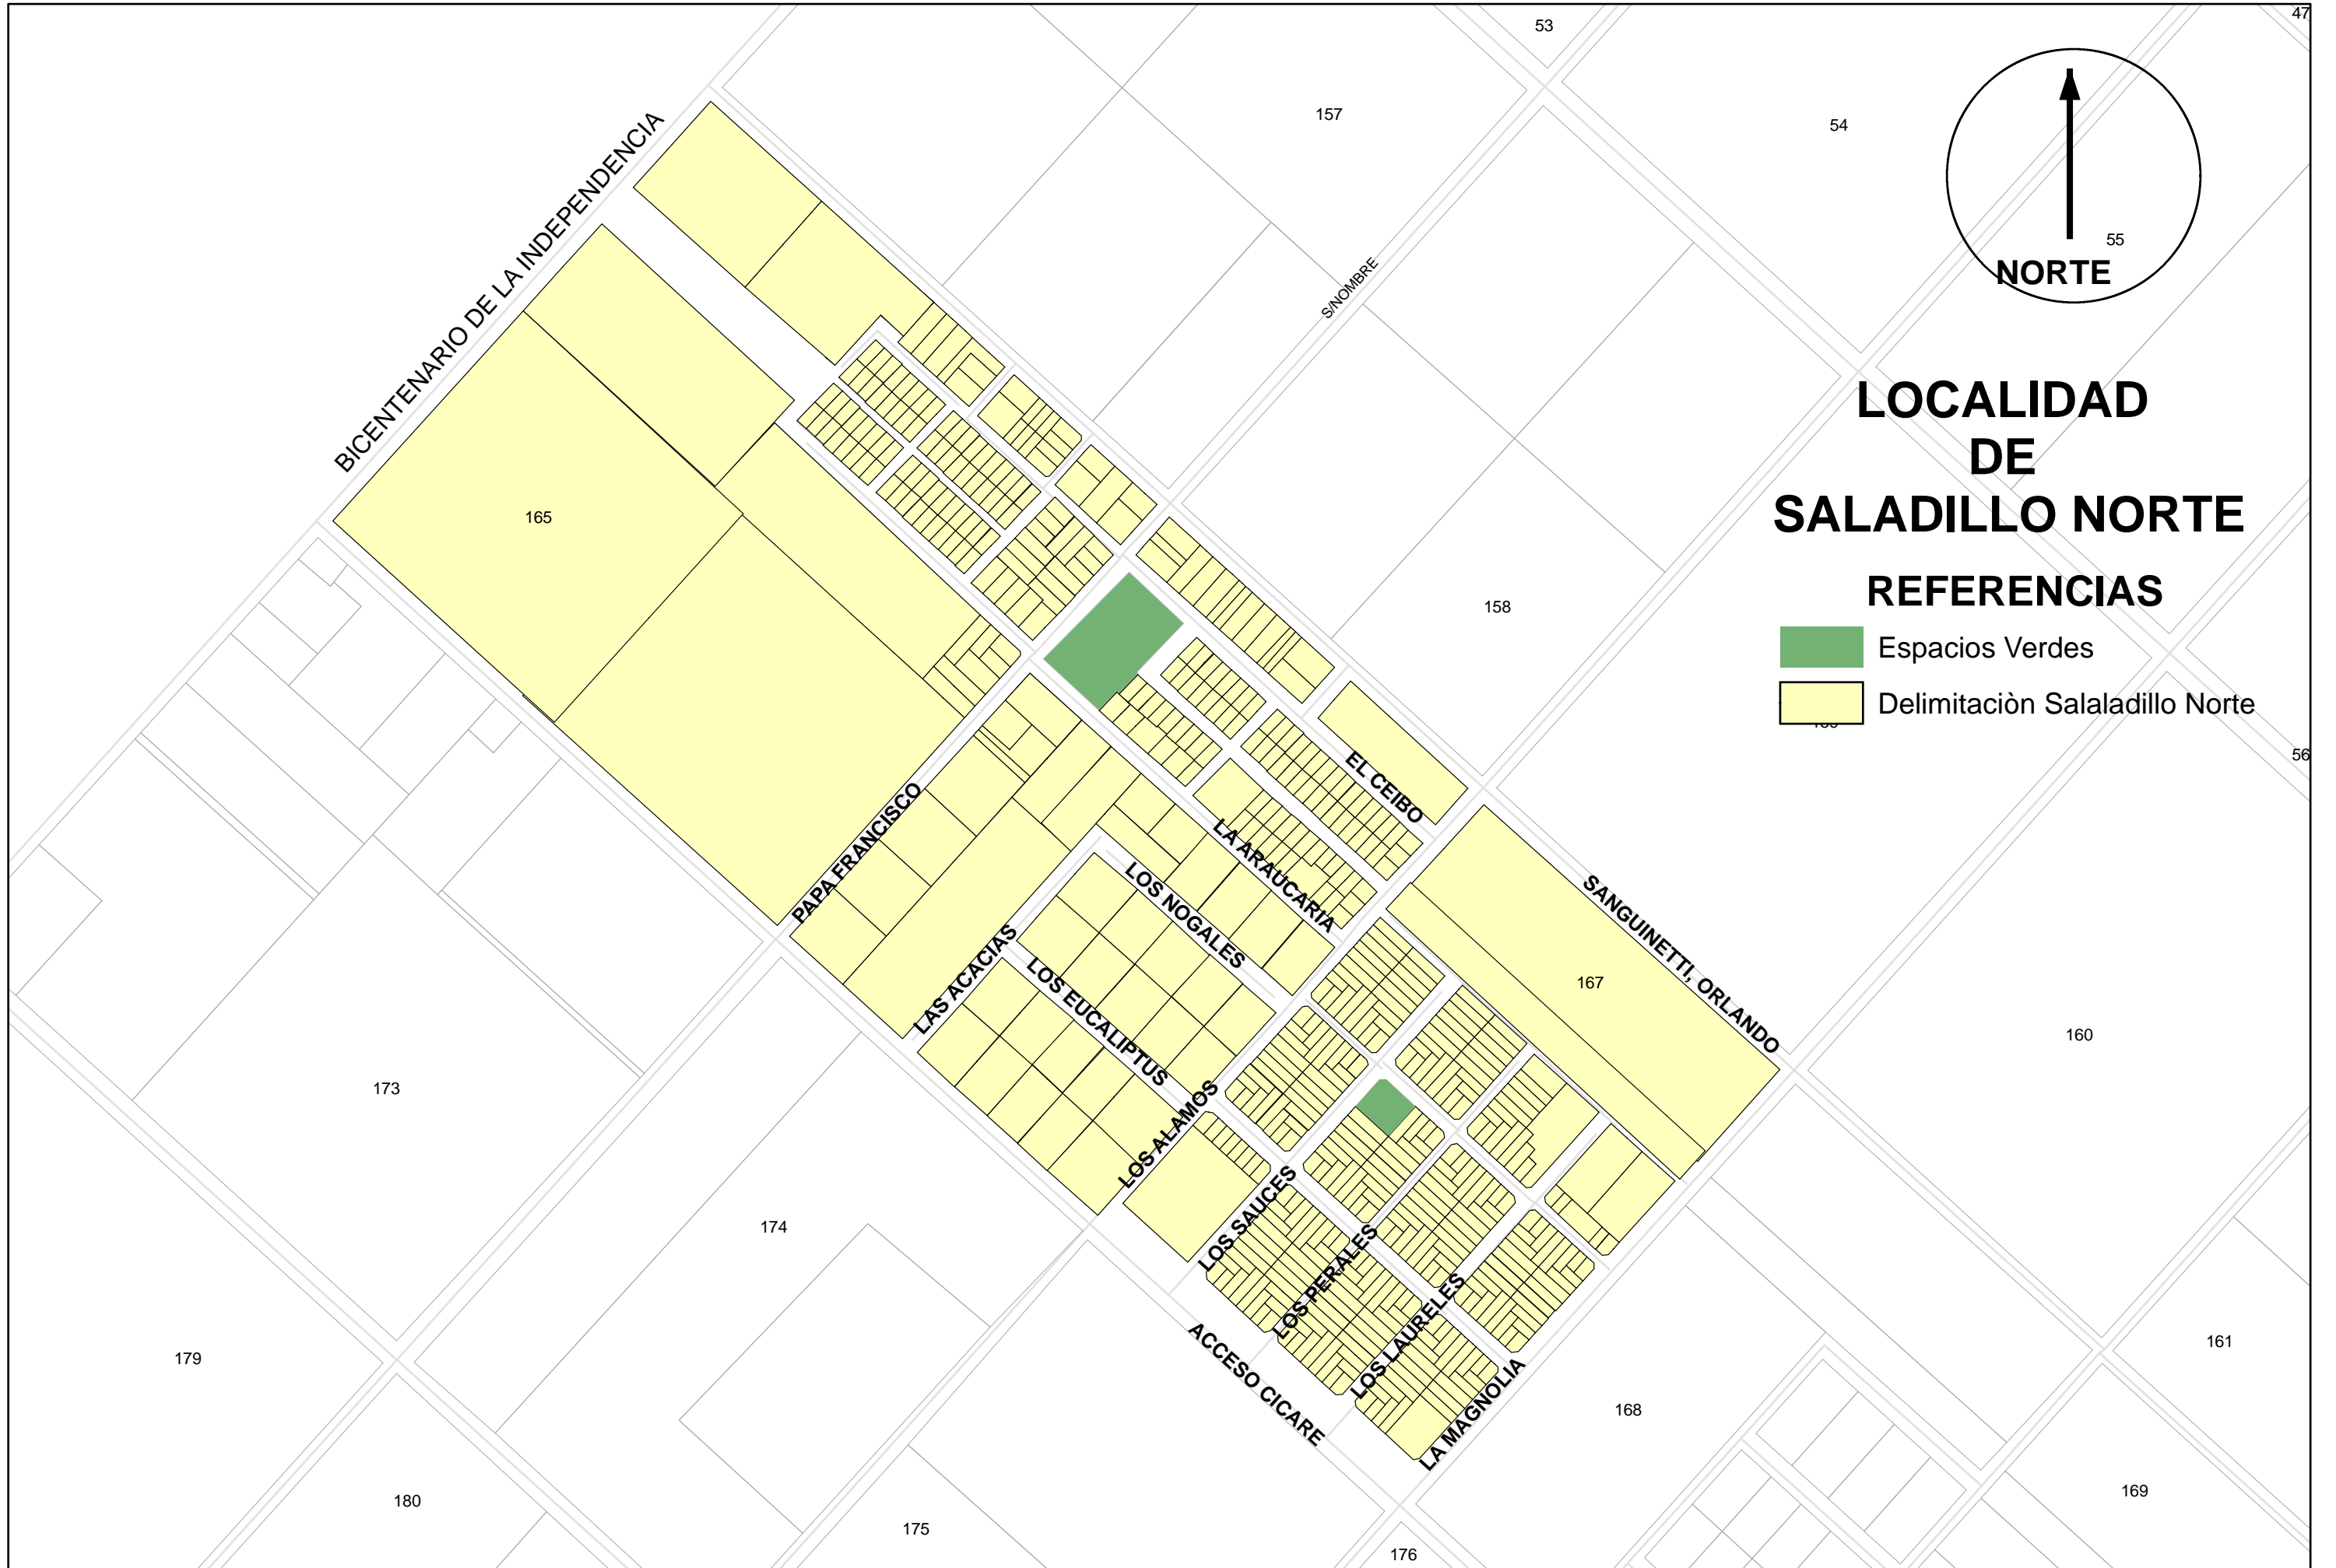 47
53
157
54
55
NORTE
BICENTENARIO DE LA INDEPENDENCIA
S/NOMBRE
LOCALIDAD
DE
SALADILLO NORTE
REFERENCIAS
Espacios Verdes
Delimitaciòn Salaladillo Norte
165
158
56
EL CEIBO
PAPA FRANCISCO
LA ARAUCARIA
LOS NOGALES
SANGUINETTI, ORLANDO
LAS ACACIAS
LOS EUCALIPTUS
167
160
173
LOS ALAMOS
174
LOS SAUCES
LOS PERALES
LOS LAURELES
LA MAGNOLIA
ACCESO CICARE
179
161
168
180
175
169
176